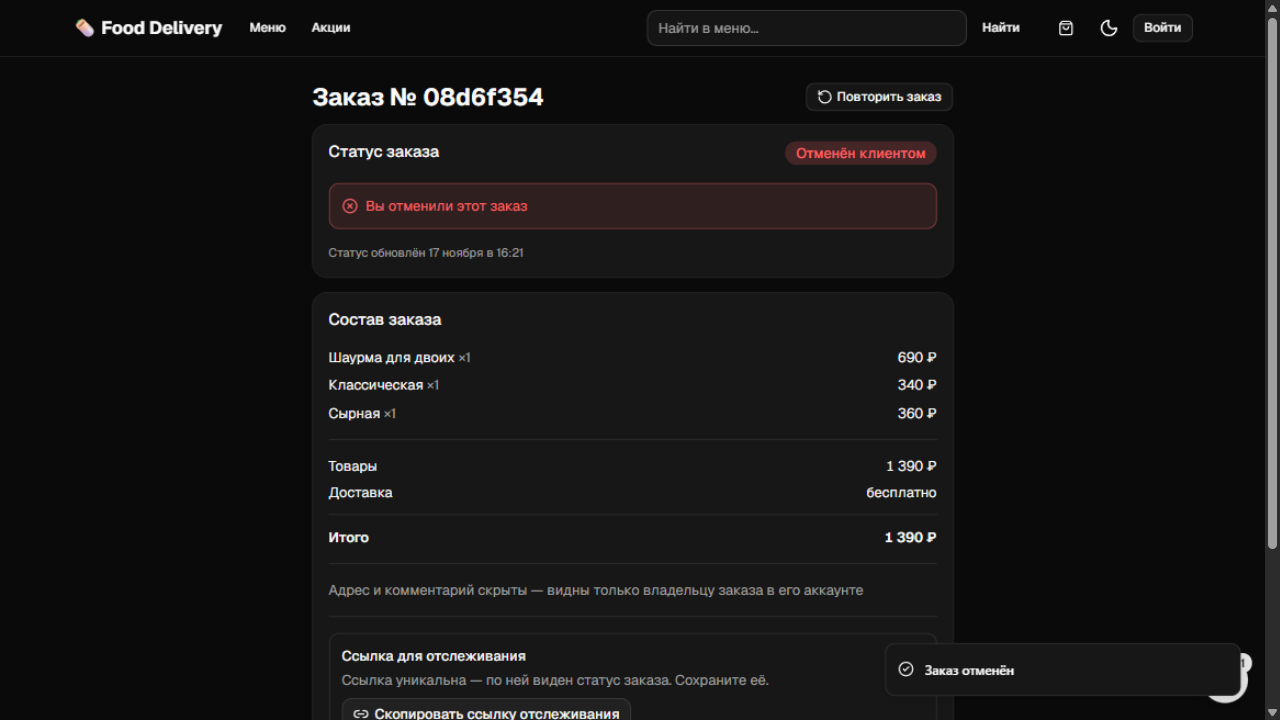 Food Delivery Меню Акции Найти в меню... Найти Войти
Заказ № 08d6f354 Повторить заказ
Статус заказа Отменён клиентом
Вы отменили этот заказ
Статус обновлён 17 ноября в 16:21
Состав заказа
Шаурма для двоих ×1 690 ₽
Классическая ×1 340 ₽
Сырная ×1 360 ₽
Товары 1 390 ₽
Доставка бесплатно
Итого 1 390 ₽
Адрес и комментарий скрыты — видны только владельцу заказа в его аккаунте
Ссылка для отслеживания
Ссылка уникальна — по ней виден статус заказа. Сохраните её.
Заказ отменён
Скопировать ссылку отслеживания